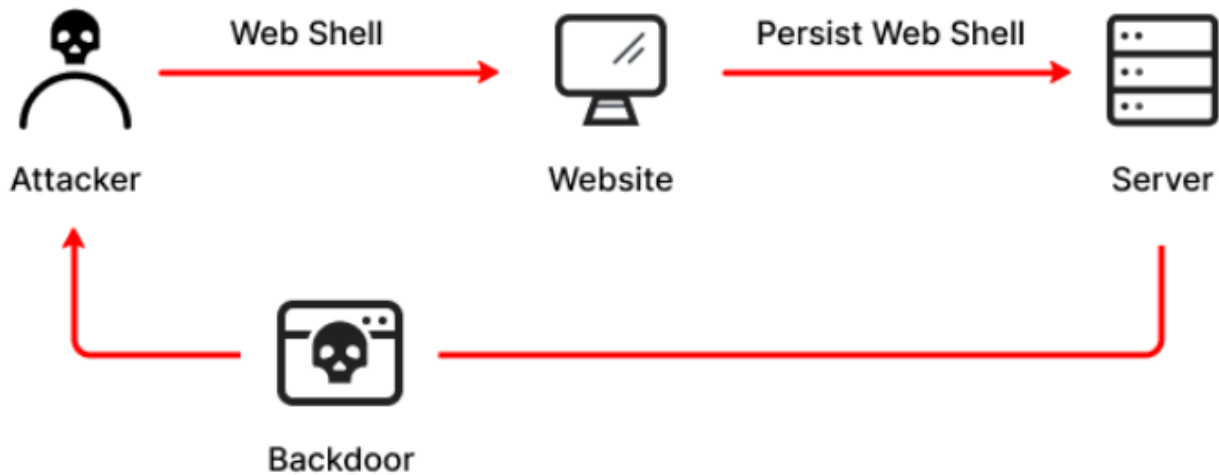 Web Shell
Persist Web Shell
Attacker
Website
Server
Backdoor